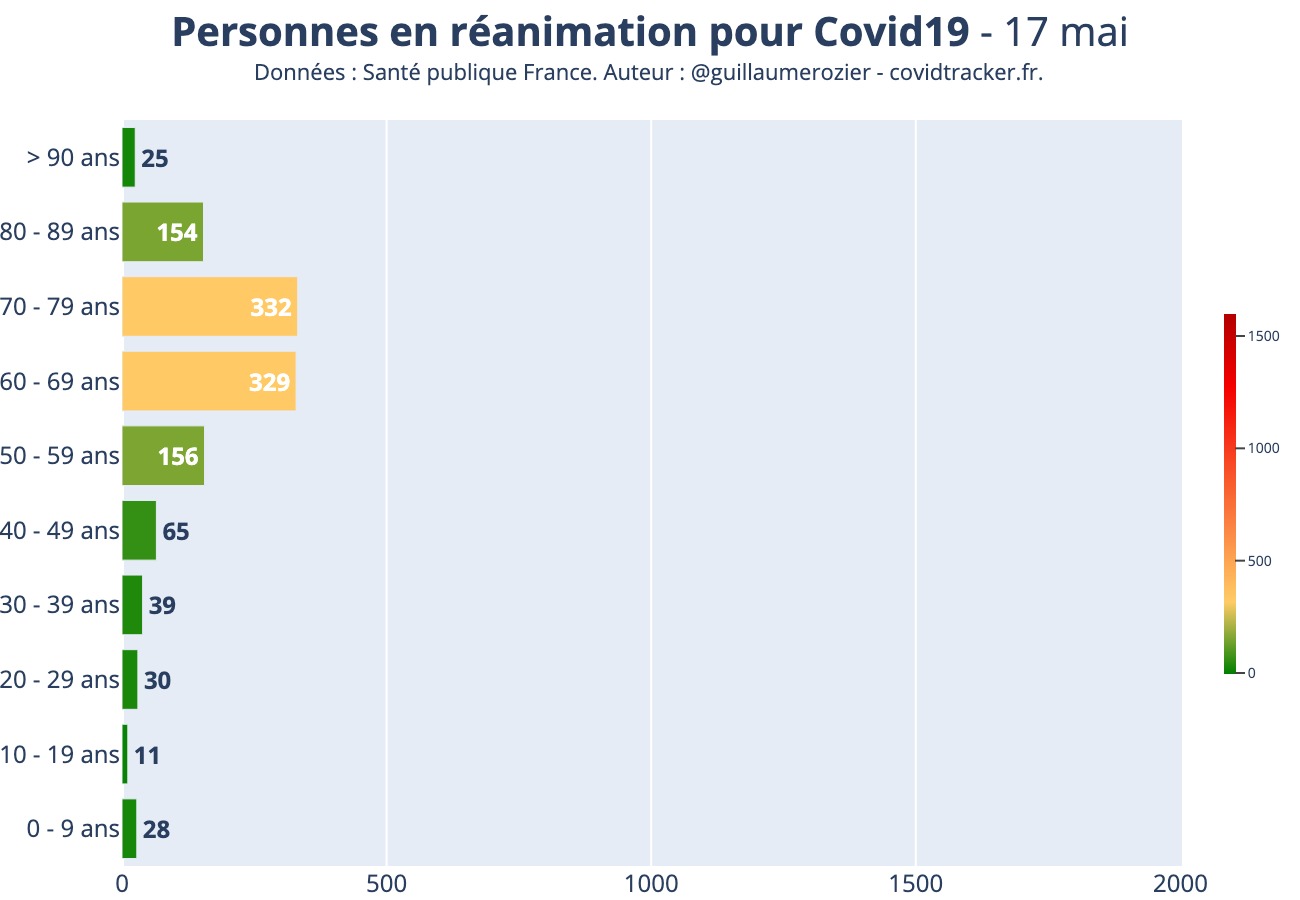 Personnes en réanimation pour Covid19 - 17 mai
Données : Santé publique France. Auteur : @guillaumerozier - covidtracker.fr.
> 90 ans 25
80 - 89 ans 154
70 - 79 ans 332
60 - 69 ans 329
50 - 59 ans 156
40 - 49 ans 65
30 - 39 ans 39
20 - 29 ans 30
10 - 19 ans 11
0 - 9 ans 28
0 500 1000 1500 2000
1500
1000
500
0